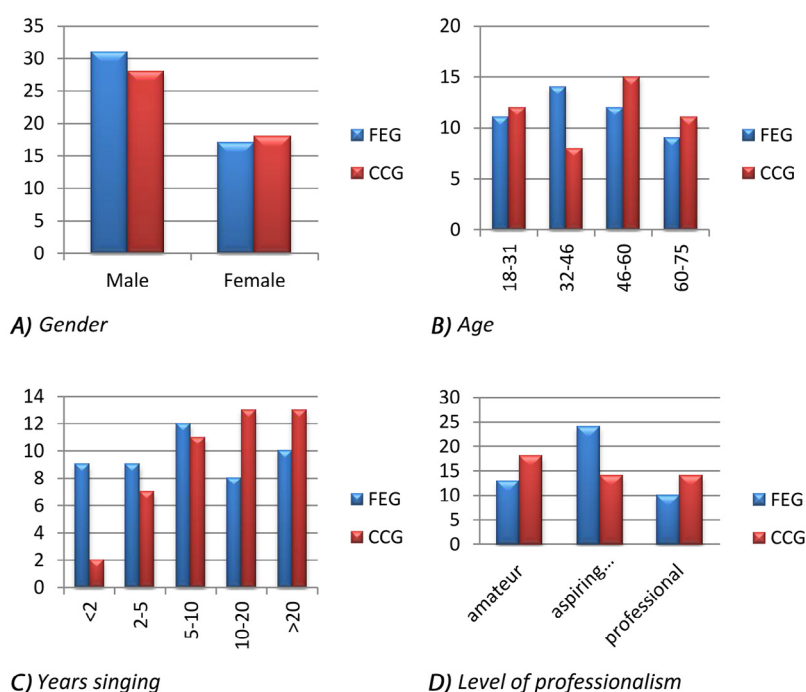 35
30
25
20
15
10
5
0
Male Female
FEG
CCG
A) Gender
20
15
10
5
0
18-31 32-46 46-60 60-75
FEG
CCG
B) Age
14
12
10
8
6
4
2
0
<2 2-5 5-10 10-20 >20
FEG
CCG
C) Years singing
30
25
20
15
10
5
0
amateur aspiring... professional
FEG
CCG
D) Level of professionalism